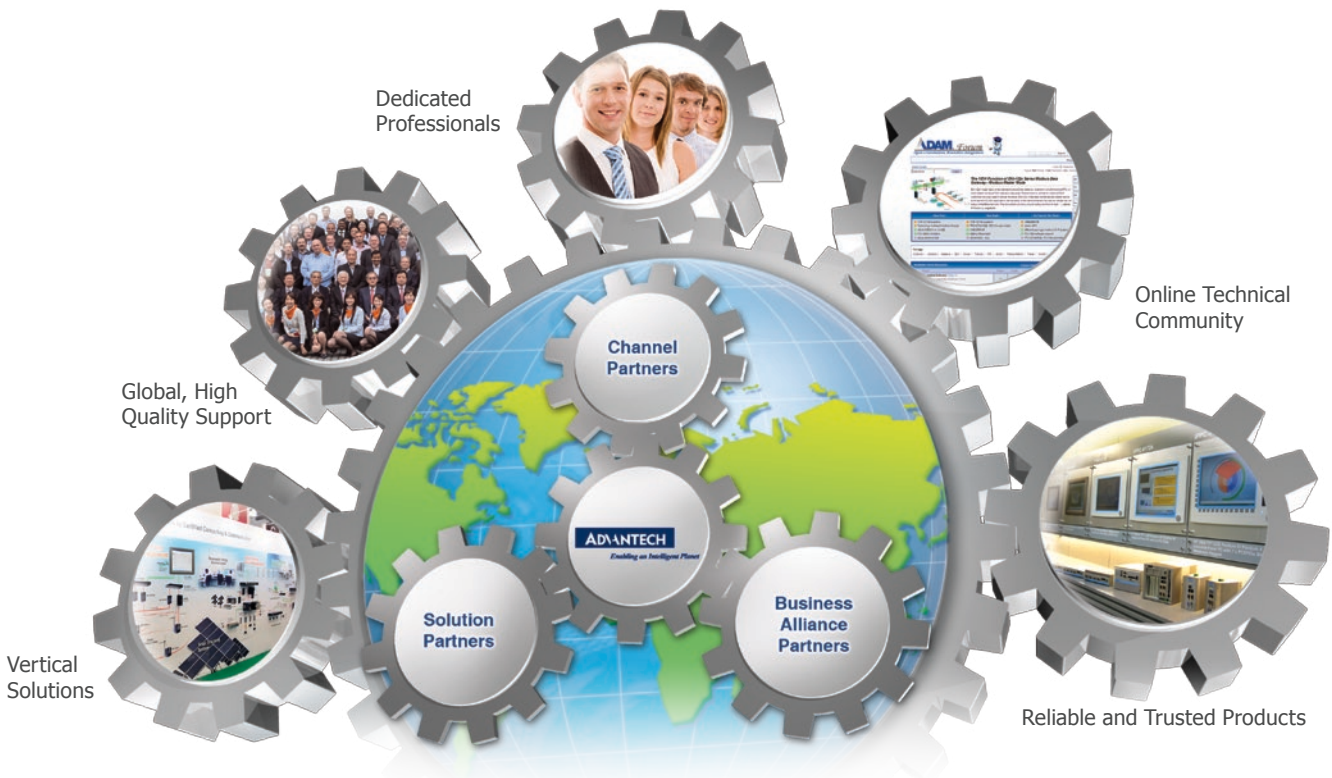 Dedicated
Professionals
ADAM Forum
Online Technical
Community
Global, High
Quality Support
Channel
Partners
ADVANTECH
Enabling an Intelligent Planet
Solution
Partners
Business
Alliance
Partners
Vertical
Solutions
Reliable and Trusted Products